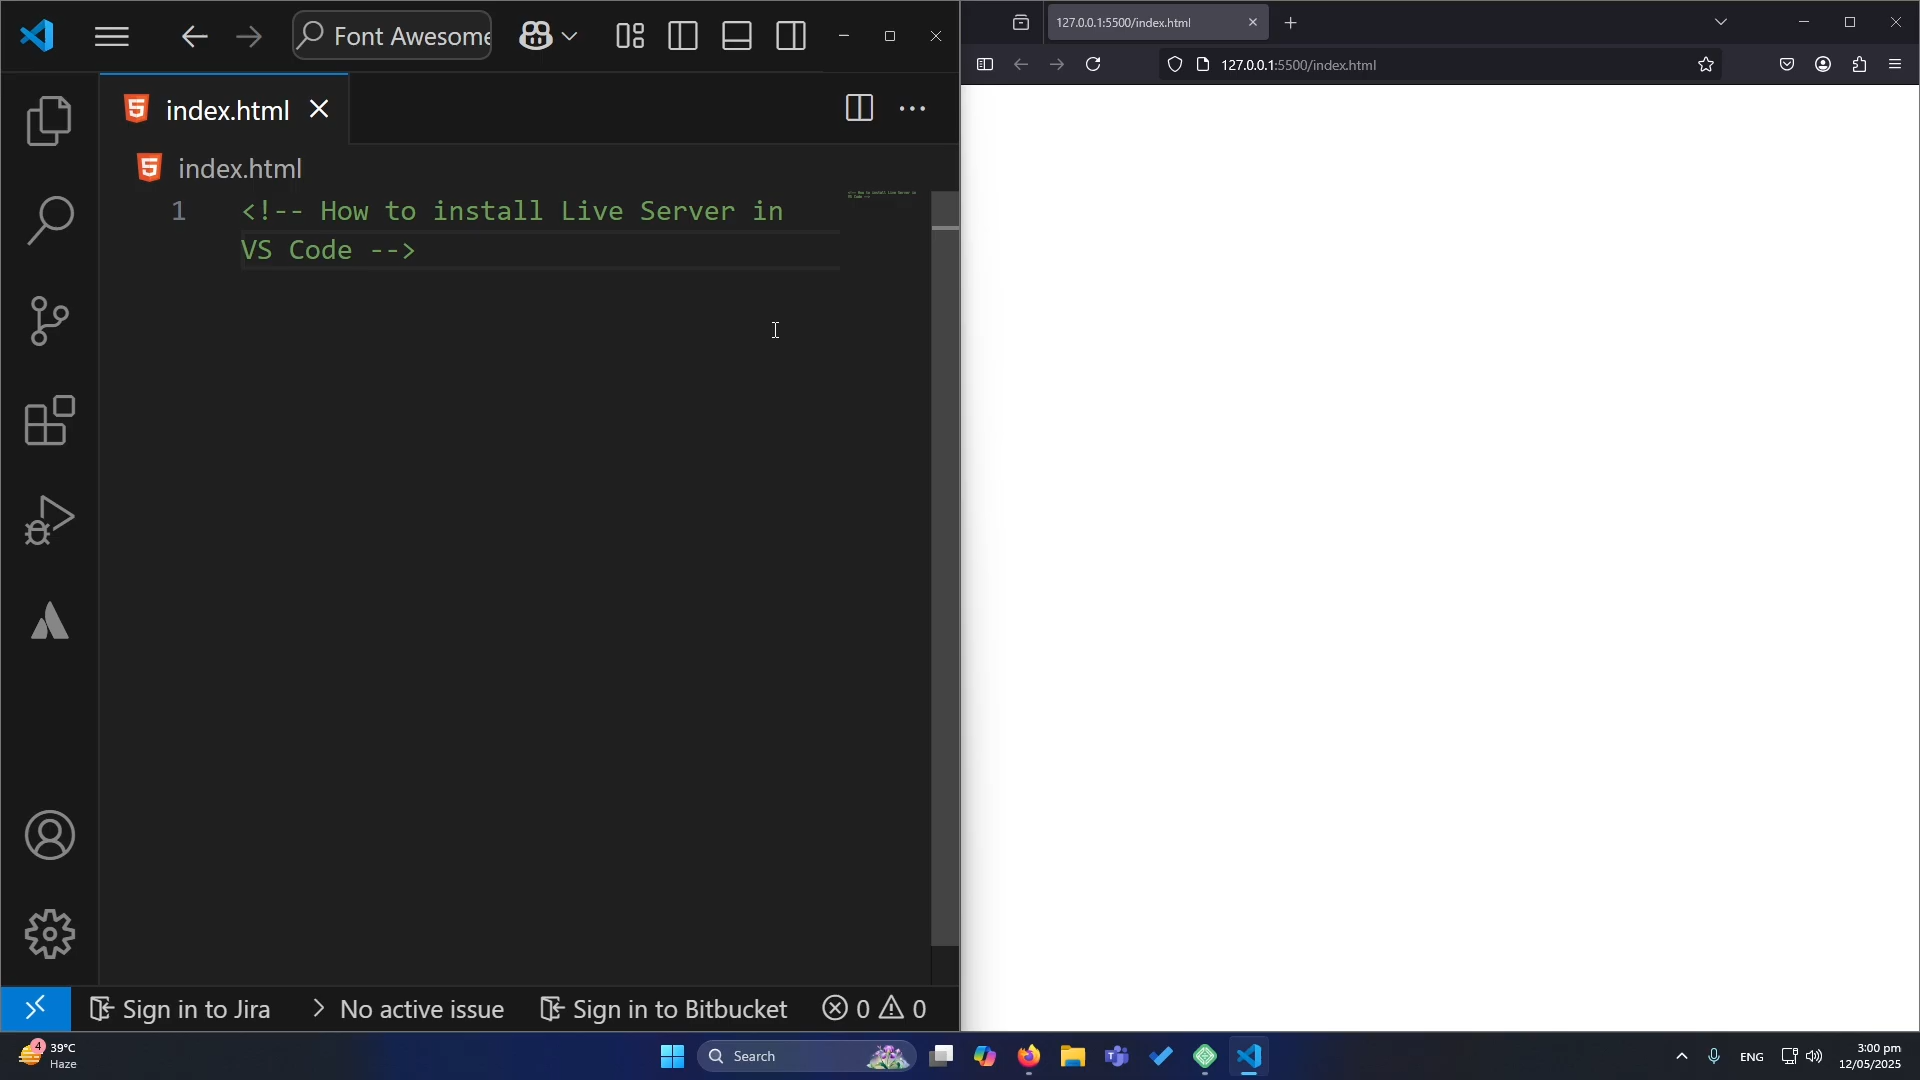 Font Awesome
127.0.0.1:5500/index.html
127.0.0.1:5500/index.html
index.html
index.html
1
<!-- How to install Live Server in
VS Code -->
Sign in to Jira
No active issue
Sign in to Bitbucket
0
0
4
39°C
Haze
Search
ENG
3:00 pm
12/05/2025